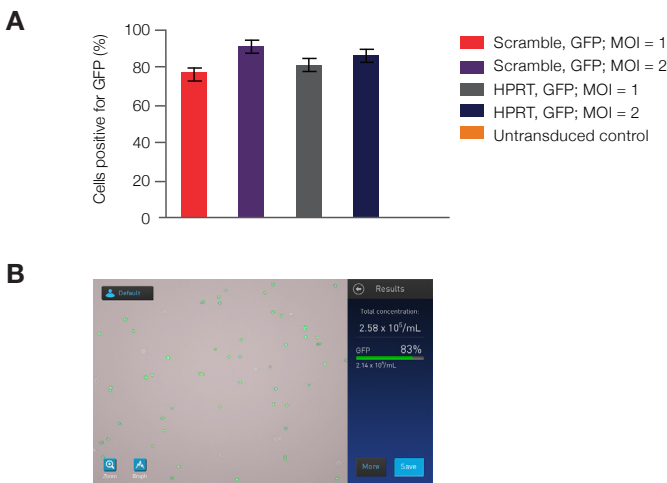 A
Cells positive for GFP (%)
100
80
60
40
20
0
Scramble, GFP; MOI = 1
Scramble, GFP; MOI = 2
HPRT, GFP; MOI = 1
HPRT, GFP; MOI = 2
Untransduced control
B
Default
Zoom
Graph
Results
Total concentration:
2.58 x 10⁵/mL
GFP 83%
2.14 x 10⁵/mL
More
Save